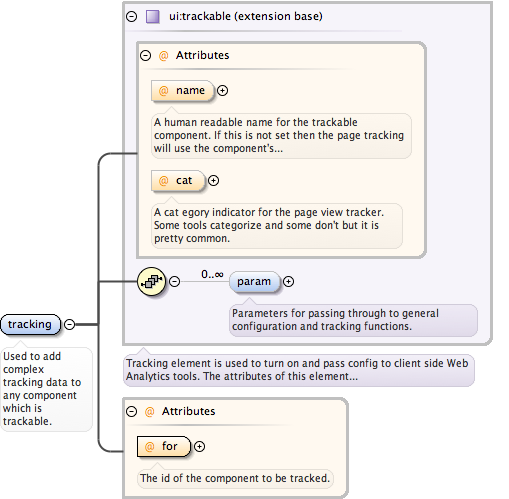 ui:trackable (extension base)
@ Attributes
@ name
A human readable name for the trackable
component. If this is not set then the page tracking
will use the component's...
@ cat
A cat egory indicator for the page view tracker.
Some tools categorize and some don't but it is
pretty common.
0..∞
param
Parameters for passing through to general
configuration and tracking functions.
tracking
Used to add
complex
tracking data to
any component
which is
trackable.
Tracking element is used to turn on and pass config to client side Web
Analytics tools. The attributes of this element...
@ Attributes
@ for
The id of the component to be tracked.